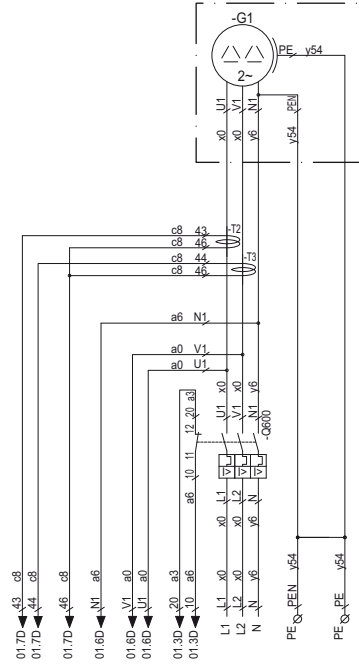 -G1
PE y54
2~
U1 V1 N1 PEN
x0 x0 y6 y54
c8 43 -T2
c8 46
c8 44 -T3
c8 46
a6 N1
a0 V1
a0 U1
a3 x0 x0 y6
20 U1 V1 N1
12
-Q600
11
I> I> I>
10
a6 L1 L2 N
x0 x0 y6
c8 c8 c8 a6 a0 a0 a3 a6 x0 x0 y6 y54 y54
43 44 46 N1 V1 U1 20 10 L1 L2 N PEN PE
01.7D 01.7D 01.7D 01.6D 01.6D 01.6D 01.3D 01.3D L1 L2 N PE PE